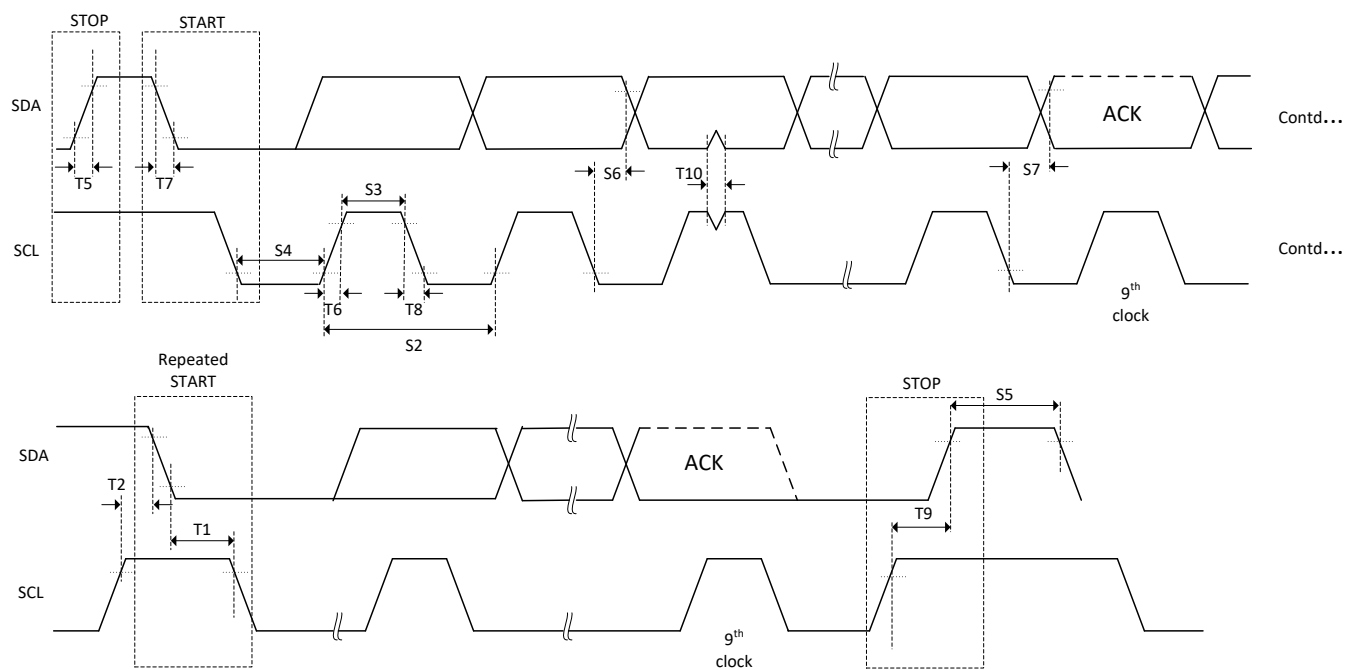 STOP
START
SDA
ACK
Contd...
T5
T7
S6
T10
S7
S3
SCL
S4
Contd...
T6
T8
9th
clock
S2
Repeated
START
STOP
S5
SDA
ACK
T2
T9
T1
SCL
9th
clock